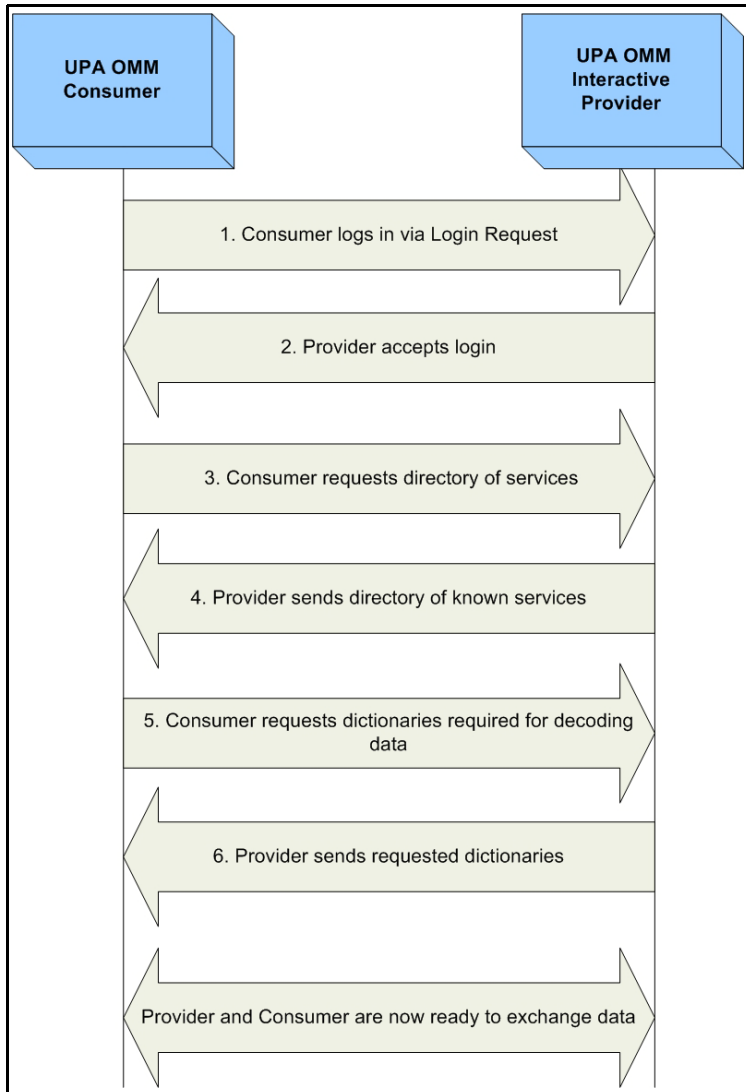 UPA OMM
Consumer
UPA OMM
Interactive
Provider
1. Consumer logs in via Login Request
2. Provider accepts login
3. Consumer requests directory of services
4. Provider sends directory of known services
5. Consumer requests dictionaries required for decoding
data
6. Provider sends requested dictionaries
Provider and Consumer are now ready to exchange data